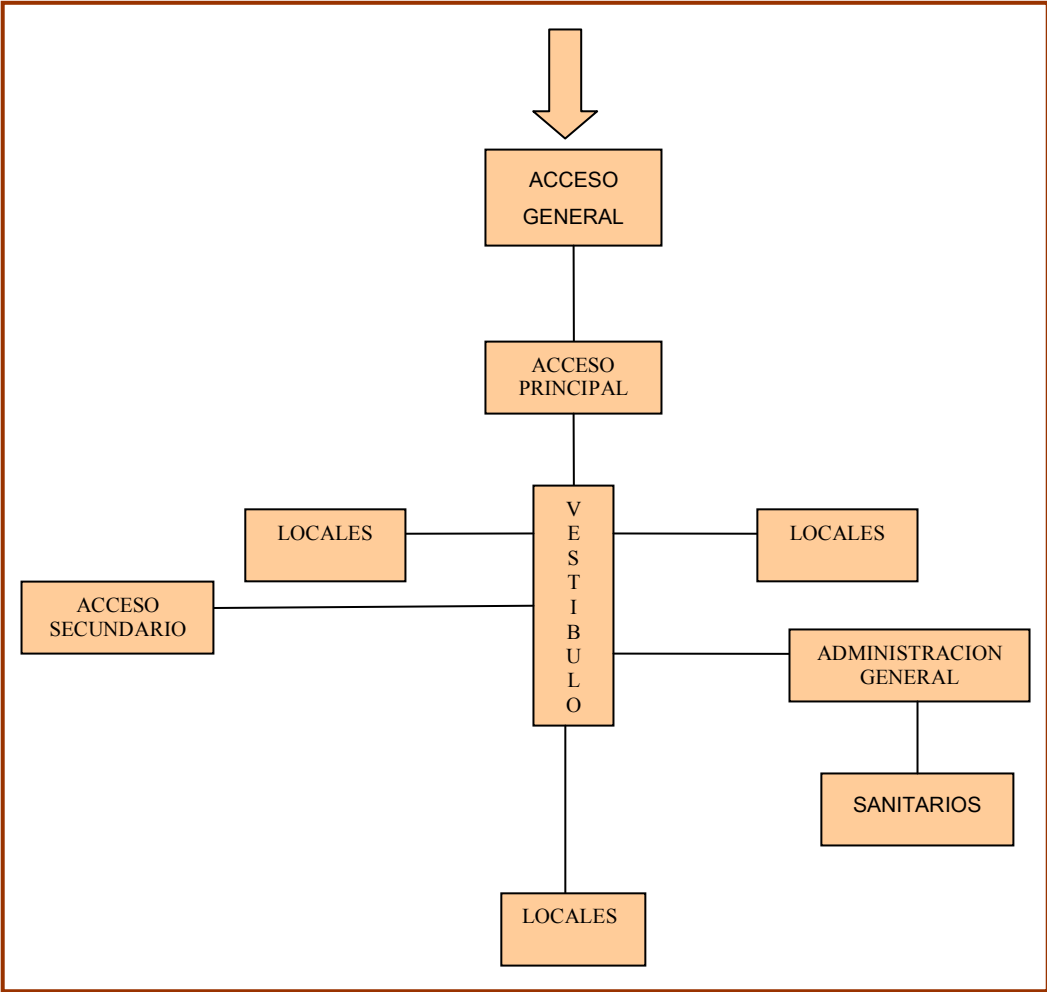 ACCESO
GENERAL
ACCESO
PRINCIPAL
V
E
S
T
I
B
U
L
O
LOCALES
LOCALES
ACCESO
SECUNDARIO
ADMINISTRACION
GENERAL
SANITARIOS
LOCALES